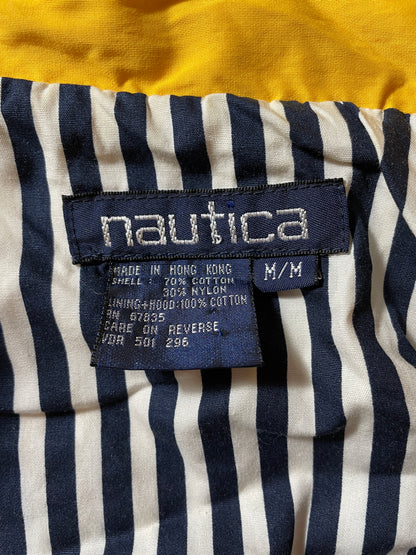 nautica
MADE IN HONG KONG
M/M
SHELL : 70% COTTON
30% NYLON
LINING+HOOD:100% COTTON
RN 67835
CARE ON REVERSE
VDR 501 296